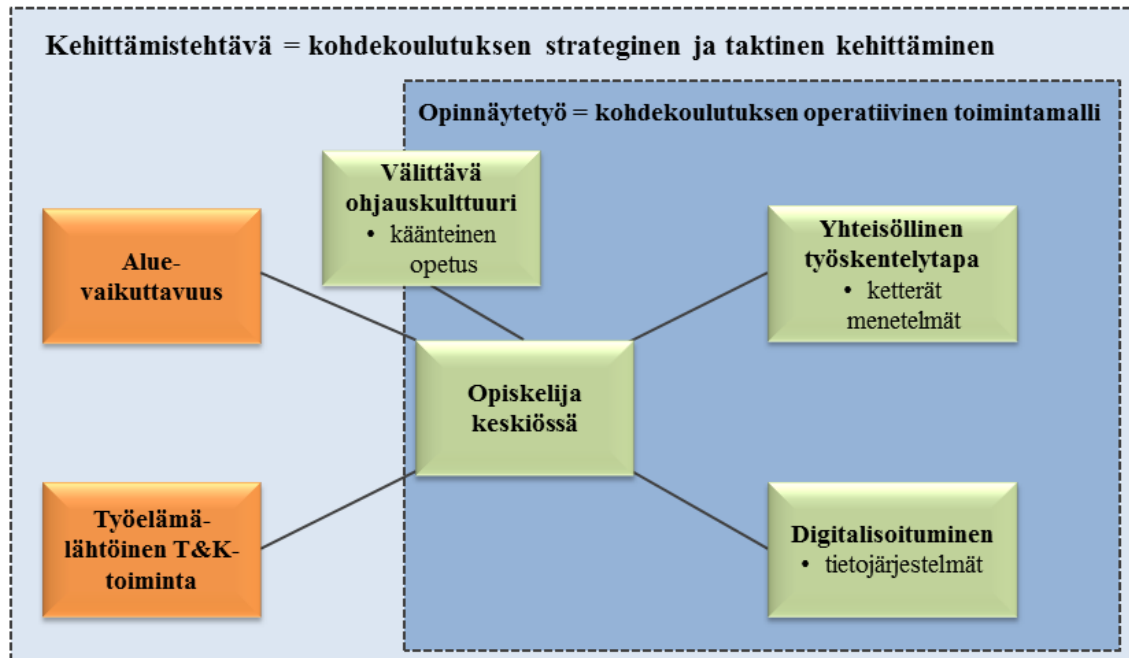 Kehittämistehtävä = kohdekoulutuksen strateginen ja taktinen kehittäminen
Opinnäytetyö = kohdekoulutuksen operatiivinen toimintamalli
Välittävä
ohjauskulttuuri
• käänteinen
opetus
Alue-
vaikuttavuus
Yhteisöllinen
työskentelytapa
• ketterät
menetelmät
Opiskelija
keskiössä
Työelämä-
lähtöinen T&K-
toiminta
Digitalisoituminen
• tietojärjestelmät